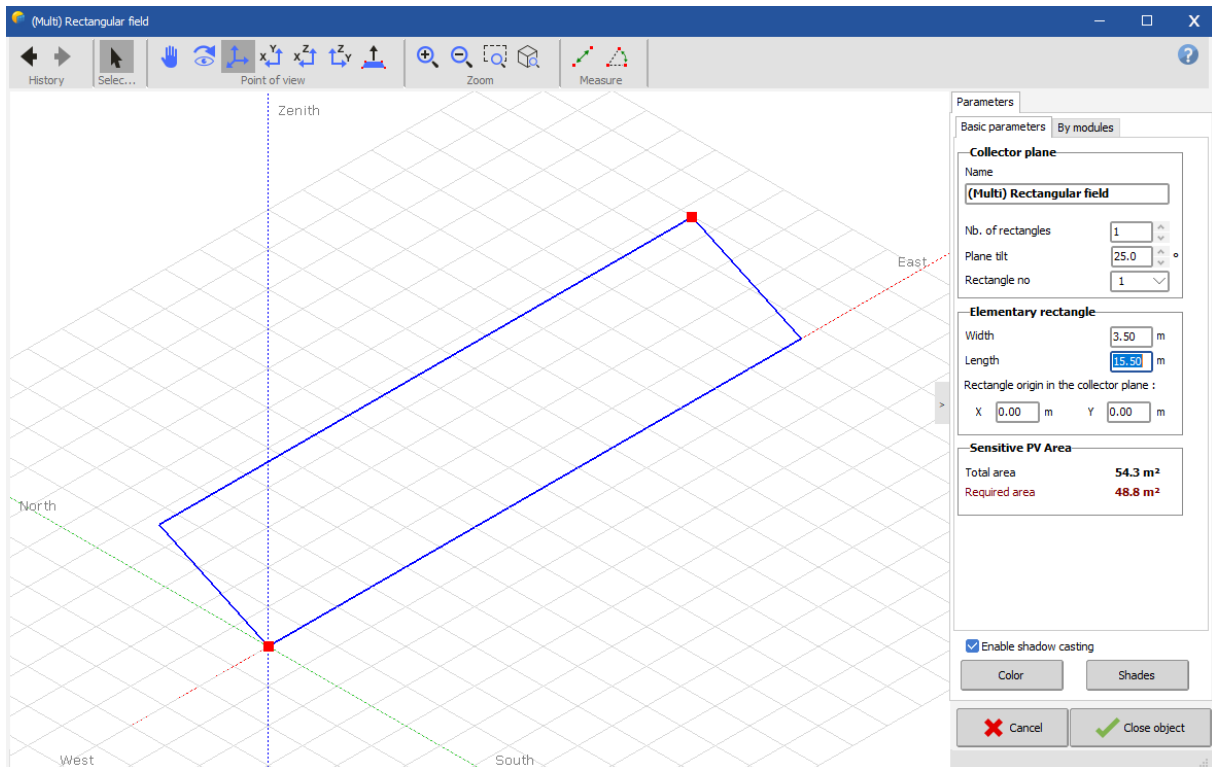 (Multi) Rectangular field
History
Selec...
Point of view
Zoom
Measure
Zenith
East
North
West
South
Parameters
Basic parameters By modules
Collector plane
Name
(Multi) Rectangular field
Nb. of rectangles 1
Plane tilt 25.0 °
Rectangle no 1
Elementary rectangle
Width 3.50 m
Length 15.50 m
Rectangle origin in the collector plane :
X 0.00 m Y 0.00 m
Sensitive PV Area
Total area 54.3 m²
Required area 48.8 m²
Enable shadow casting
Color Shades
Cancel Close object